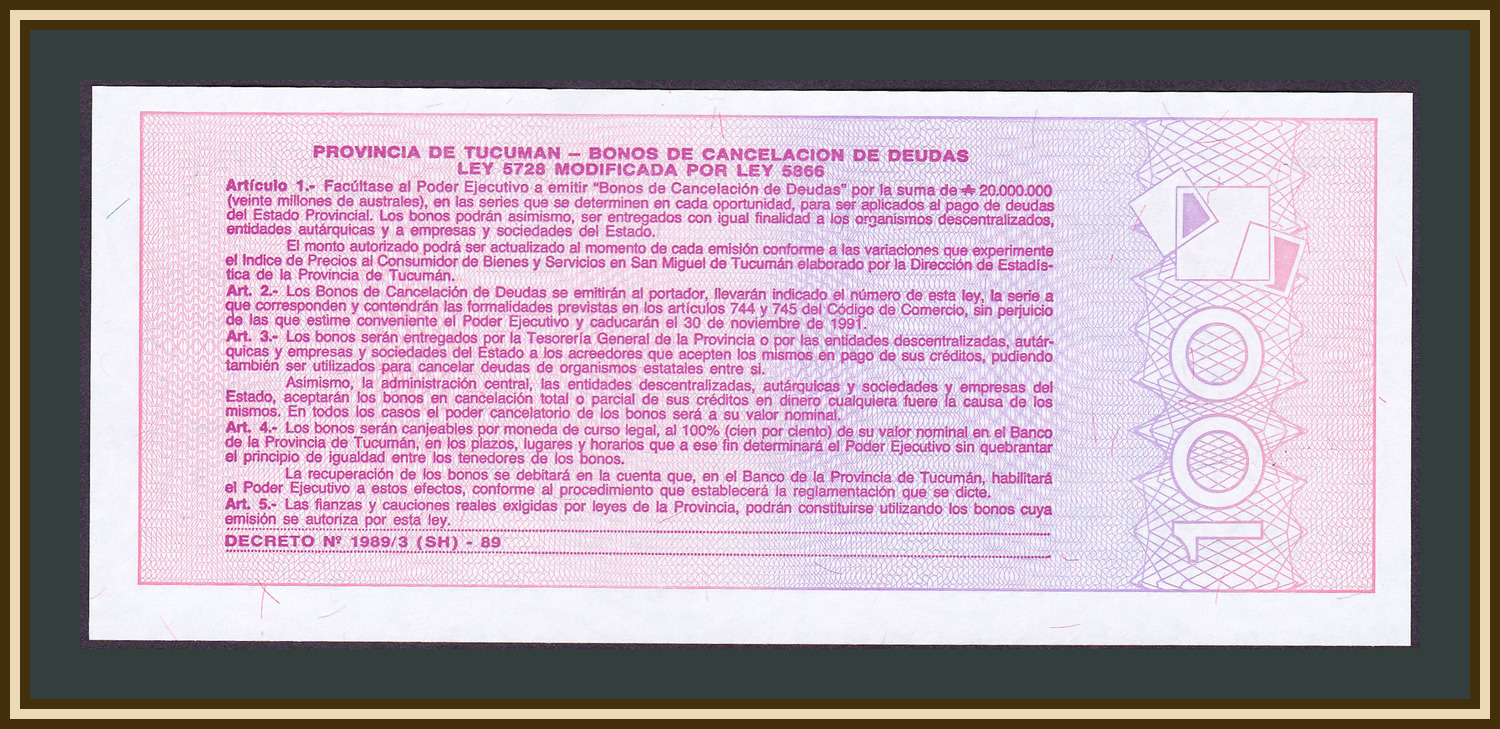 PROVINCIA DE TUCUMAN – BONOS DE CANCELACION DE DEUDAS
LEY 5728 MODIFICADA POR LEY 5866
Artículo 1.- Facúltase al Poder Ejecutivo a emitir “Bonos de Cancelación de Deudas” por la suma de ₳ 20.000.000
(veinte millones de australes), en las series que se determinen en cada oportunidad, para ser aplicados al pago de deudas
del Estado Provincial. Los bonos podrán asimismo, ser entregados con igual finalidad a los organismos descentralizados,
entidades autárquicas y a empresas y sociedades del Estado.
El monto autorizado podrá ser actualizado al momento de cada emisión conforme a las variaciones que experimente
el Indice de Precios al Consumidor de Bienes y Servicios en San Miguel de Tucumán elaborado por la Dirección de Estadís-
tica de la Provincia de Tucumán.
Art. 2.- Los Bonos de Cancelación de Deudas se emitirán al portador, llevarán indicado el número de esta ley, la serie a
que corresponden y contendrán las formalidades previstas en los artículos 744 y 745 del Código de Comercio, sin perjuicio
de las que estime conveniente el Poder Ejecutivo y caducarán el 30 de noviembre de 1991.
Art. 3.- Los bonos serán entregados por la Tesorería General de la Provincia o por las entidades descentralizadas, autár-
quicas y empresas y sociedades del Estado a los acreedores que acepten los mismos en pago de sus créditos, pudiendo
también ser utilizados para cancelar deudas de organismos estatales entre si.
Asimismo, la administración central, las entidades descentralizadas, autárquicas y sociedades y empresas del
Estado, aceptarán los bonos en cancelación total o parcial de sus créditos en dinero cualquiera fuere la causa de los
mismos. En todos los casos el poder cancelatorio de los bonos será a su valor nominal.
Art. 4.- Los bonos serán canjeables por moneda de curso legal, al 100% (cien por ciento) de su valor nominal en el Banco
de la Provincia de Tucumán, en los plazos, lugares y horarios que a ese fin determinará el Poder Ejecutivo sin quebrantar
el principio de igualdad entre los tenedores de los bonos.
La recuperación de los bonos se debitará en la cuenta que, en el Banco de la Provincia de Tucumán, habilitará
el Poder Ejecutivo a estos efectos, conforme al procedimiento que establecerá la reglamentación que se dicte.
Art. 5.- Las fianzas y cauciones reales exigidas por leyes de la Provincia, podrán constituirse utilizando los bonos cuya
emisión se autoriza por esta ley.
DECRETO Nº 1989/3 (SH) - 89
100